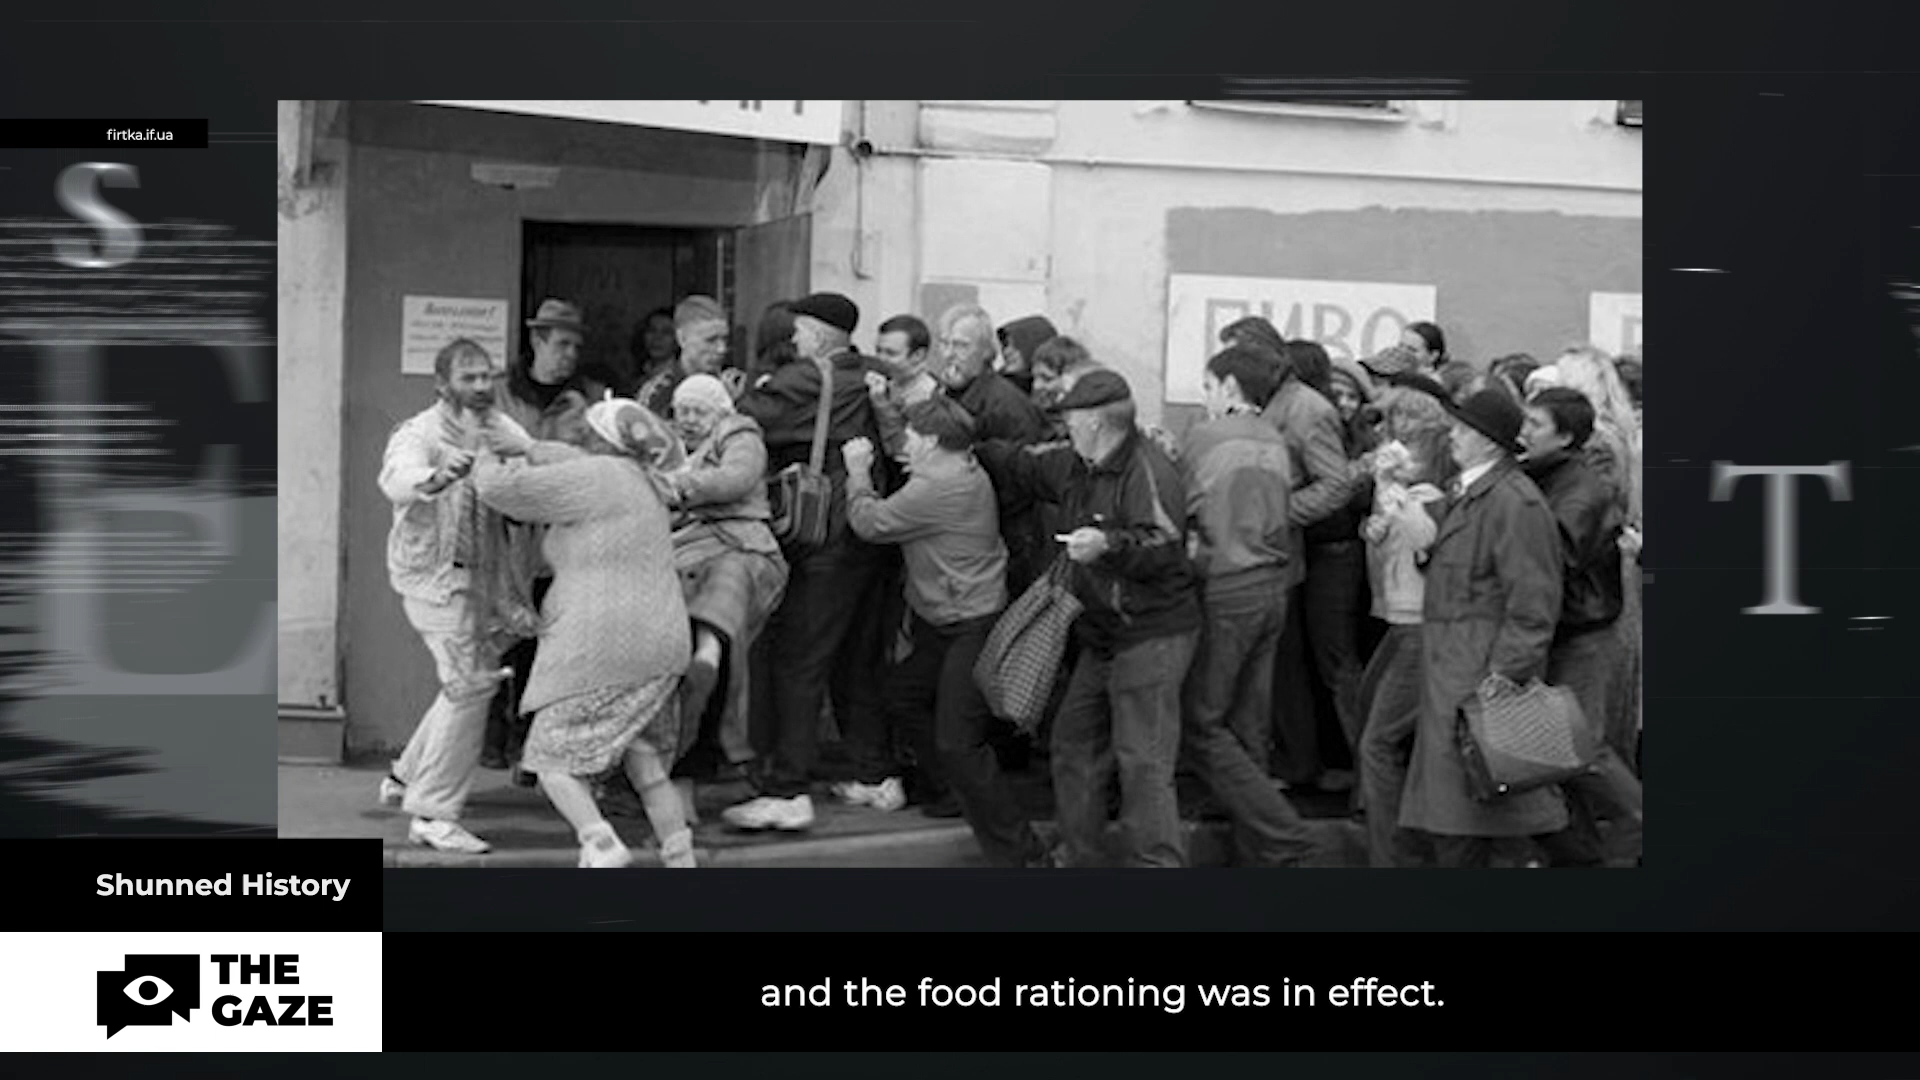 firtka.if.ua
S
E
T
ПИВО
Shunned History
THE
GAZE
and the food rationing was in effect.